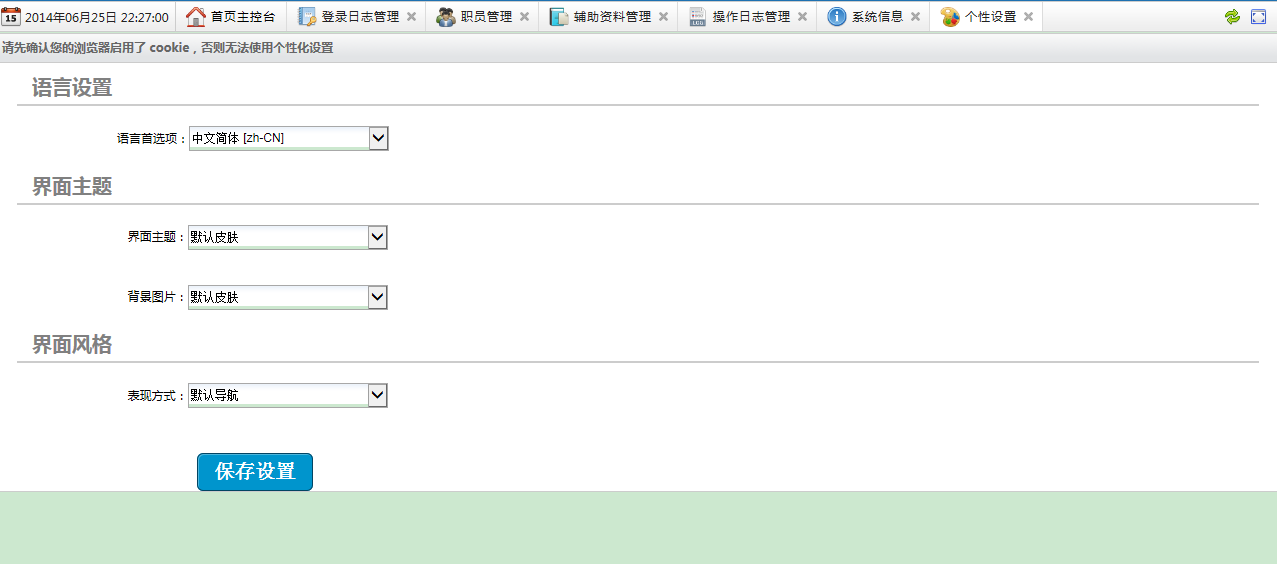 15 2014年06月25日 22:27:00 首页主控台 登录日志管理 职员管理 辅助资料管理 LOG 操作日志管理 系统信息 个性设置
请先确认您的浏览器启用了 cookie，否则无法使用个性化设置
语言设置
语言首选项： 中文简体 [zh-CN]
界面主题
界面主题： 默认皮肤
背景图片： 默认皮肤
界面风格
表现方式： 默认导航
保存设置